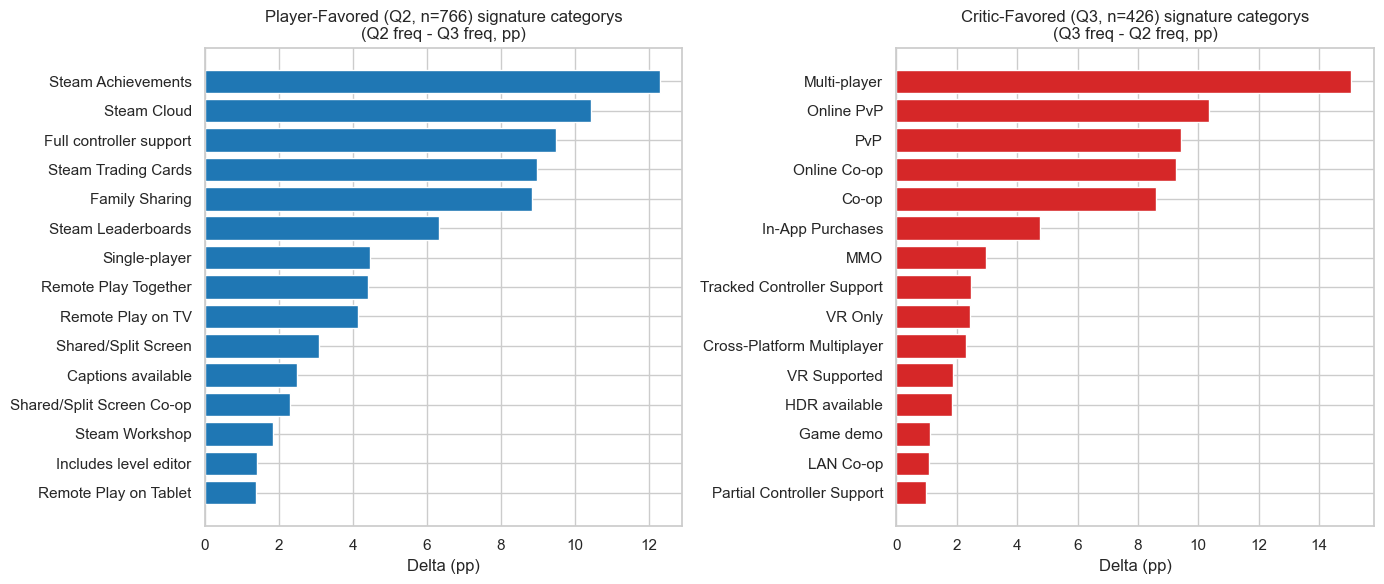 Player-Favored (Q2, n=766) signature categorys
(Q2 freq - Q3 freq, pp)
Steam Achievements
Steam Cloud
Full controller support
Steam Trading Cards
Family Sharing
Steam Leaderboards
Single-player
Remote Play Together
Remote Play on TV
Shared/Split Screen
Captions available
Shared/Split Screen Co-op
Steam Workshop
Includes level editor
Remote Play on Tablet
0 2 4 6 8 10 12
Delta (pp)
Critic-Favored (Q3, n=426) signature categorys
(Q3 freq - Q2 freq, pp)
Multi-player
Online PvP
PvP
Online Co-op
Co-op
In-App Purchases
MMO
Tracked Controller Support
VR Only
Cross-Platform Multiplayer
VR Supported
HDR available
Game demo
LAN Co-op
Partial Controller Support
0 2 4 6 8 10 12 14
Delta (pp)